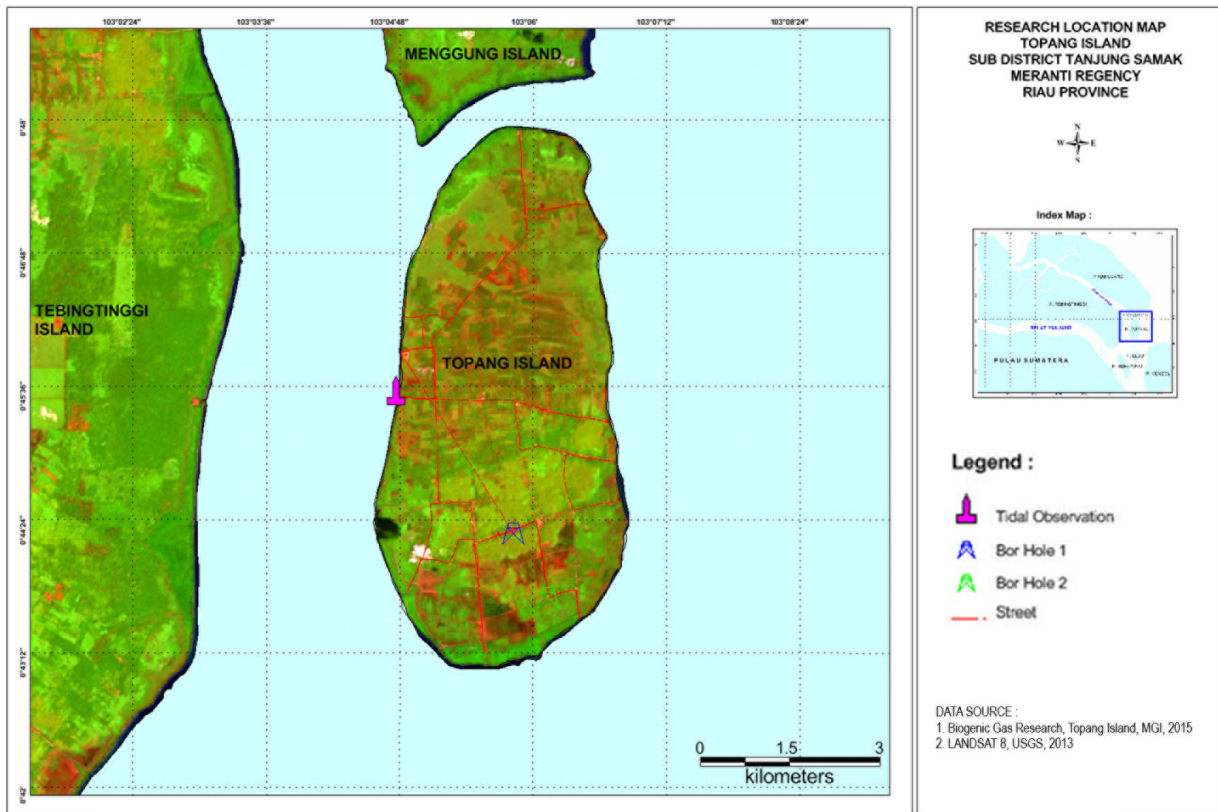 103°02'24"
103°03'36"
103°04'48"
103°06'
103°07'12"
103°08'24"
0°48'
0°46'48"
0°45'36"
0°44'24"
0°43'12"
0°42'
MENGGUNG ISLAND
TEBINGTINGGI
ISLAND
TOPANG ISLAND
0 1.5 3
kilometers
RESEARCH LOCATION MAP
TOPANG ISLAND
SUB DISTRICT TANJUNG SAMAK
MERANTI REGENCY
RIAU PROVINCE
N
W E
S
Index Map :
PULAU SUMATERA
Legend :
Tidal Observation
Bor Hole 1
Bor Hole 2
Street
DATA SOURCE :
1. Biogenic Gas Research, Topang Island, MGI, 2015
2. LANDSAT 8, USGS, 2013